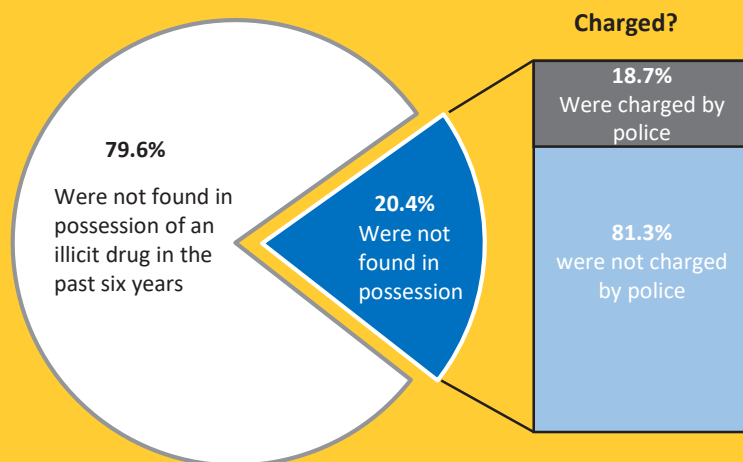 Charged?
79.6%
Were not found in
possession of an
illicit drug in the
past six years
20.4%
Were not
found in
possession
18.7%
Were charged by
police
81.3%
were not charged
by police